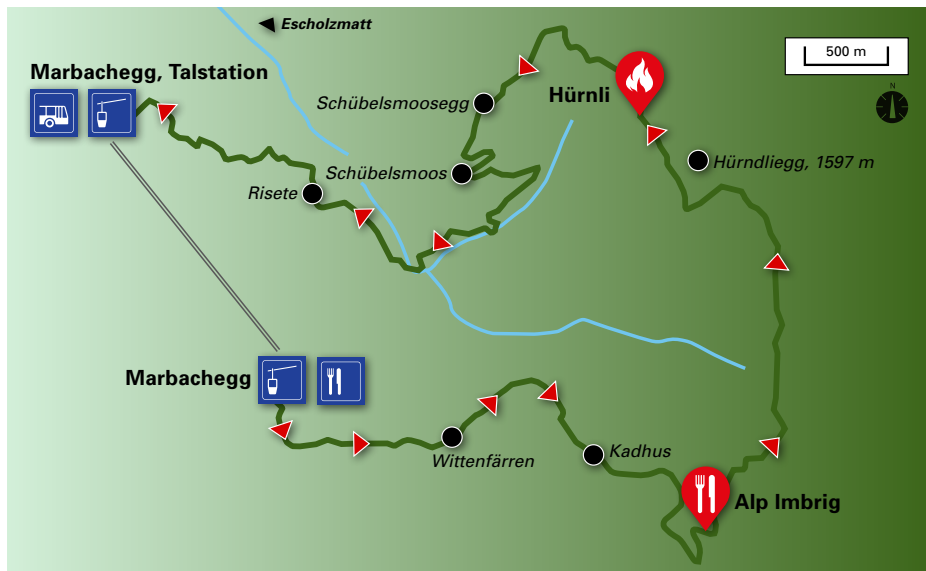 Escholzmatt
500 m
Marbachegg, Talstation
Hürnli
N
Schübelsmoosegg
Hürndliegg, 1597 m
Schübelsmoos
Risete
Marbachegg
Wittenfärren
Kadhus
Alp Imbrig